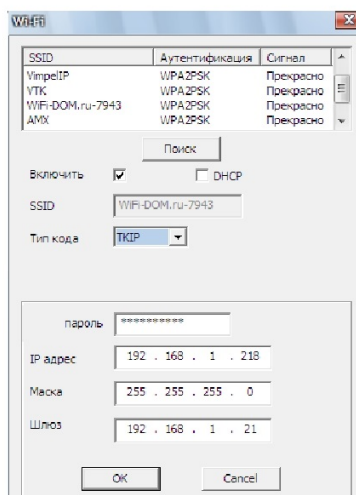 Wi-Fi
SSID Аутентификация Сигнал
VimpelIP WPA2PSK Прекрасно
VTK WPA2PSK Прекрасно
WiFi-DOM.ru-7943 WPA2PSK Прекрасно
AMX WPA2PSK Прекрасно
Поиск
Включить DHCP
SSID WiFi-DOM.ru-7943
Тип кода TKIP
пароль **********
IP адрес 192 . 168 . 1 . 218
Маска 255 . 255 . 255 . 0
Шлюз 192 . 168 . 1 . 21
OK Cancel